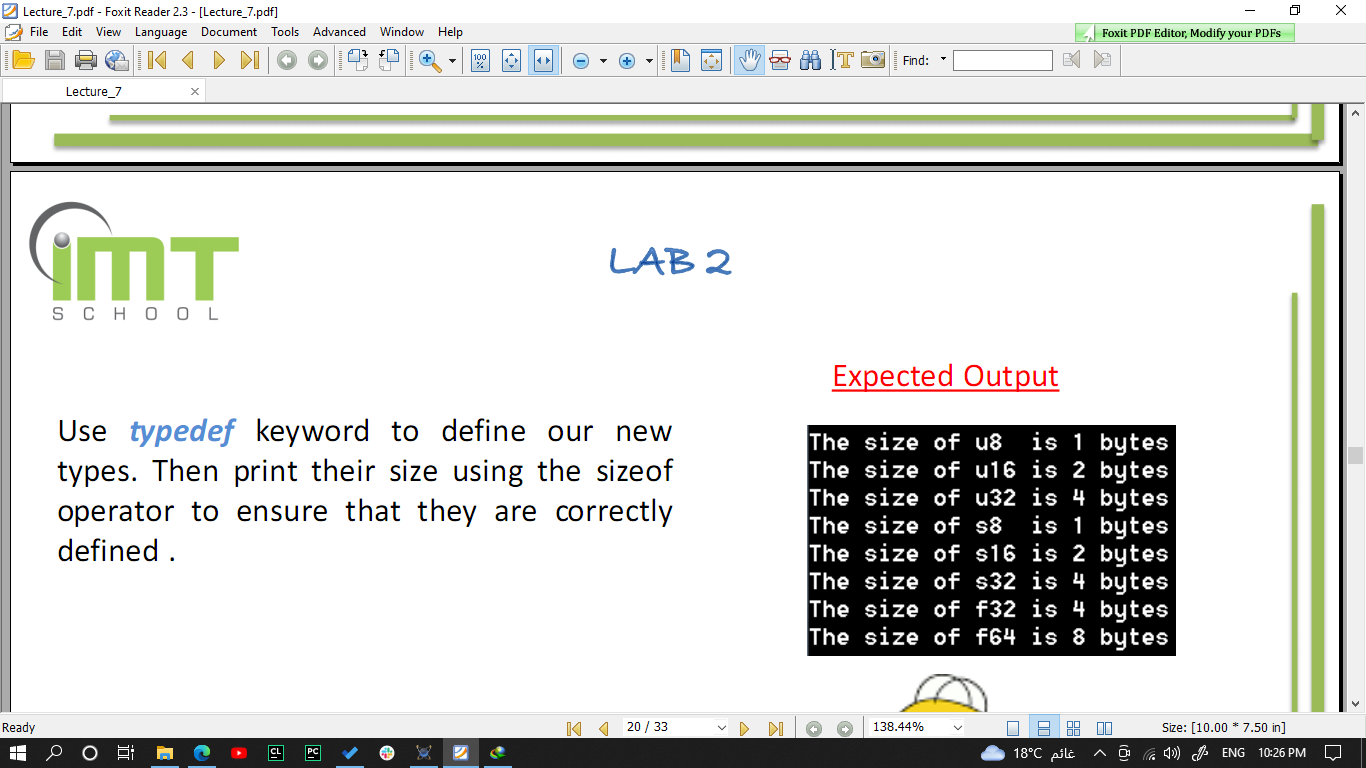 Lecture_7.pdf - Foxit Reader 2.3 - [Lecture_7.pdf]
File Edit View Language Document Tools Advanced Window Help
Foxit PDF Editor, Modify your PDFs
100 %
Find:
Lecture_7
iMT
SCHOOL
LAB 2
Expected Output
Use typedef keyword to define our new
types. Then print their size using the sizeof
operator to ensure that they are correctly
defined .
The size of u8 is 1 bytes
The size of u16 is 2 bytes
The size of u32 is 4 bytes
The size of s8 is 1 bytes
The size of s16 is 2 bytes
The size of s32 is 4 bytes
The size of f32 is 4 bytes
The size of f64 is 8 bytes
Ready
20 / 33
138.44%
Size: [10.00 * 7.50 in]
CL
PC
18°C غائم
ENG
10:26 PM